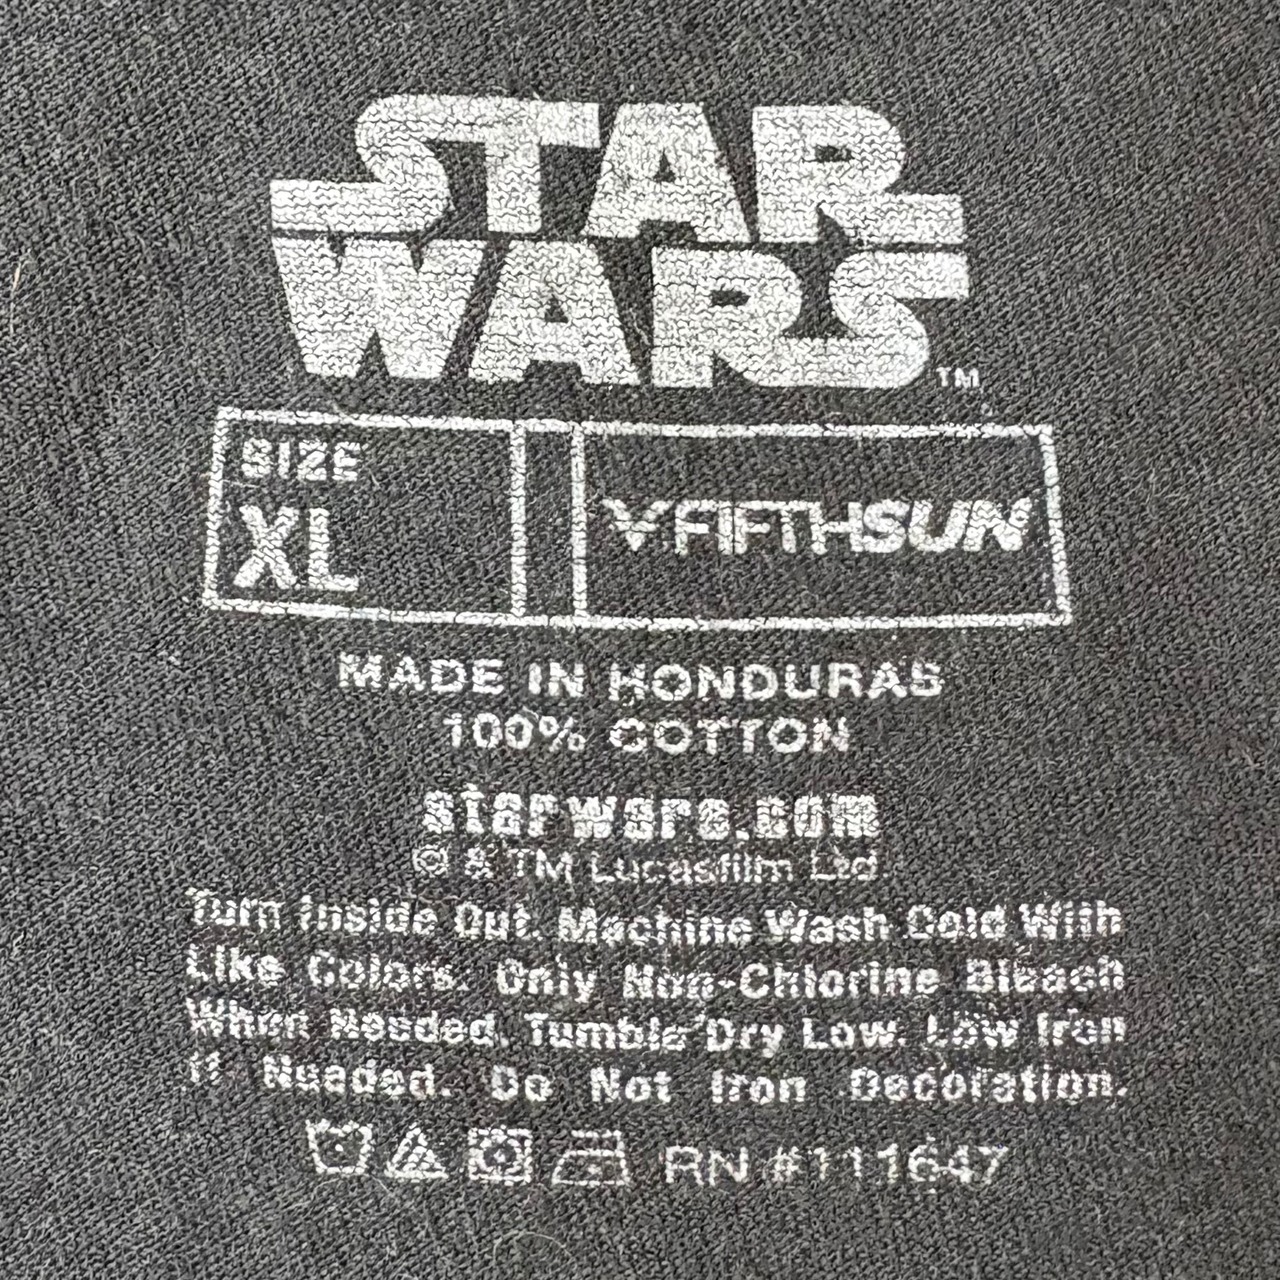 STAR
WARS™
SIZE
XL
FIFTHSUN
MADE IN HONDURAS
100% COTTON
starwars.com
© & TM Lucasfilm Ltd.
Turn Inside Out. Machine Wash Cold With
Like Colors. Only Non-Chlorine Bleach
When Needed. Tumble Dry Low. Low Iron
If Needed. Do Not Iron Decoration.
RN #111647